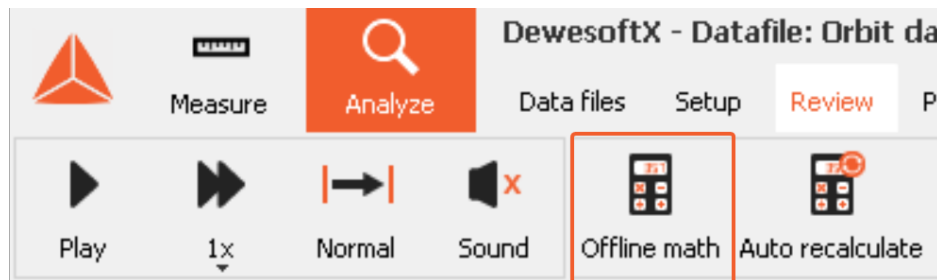 DewesoftX - Datafile: Orbit da
Measure Analyze Data files Setup Review P
Play 1x Normal Sound Offline math Auto recalculate